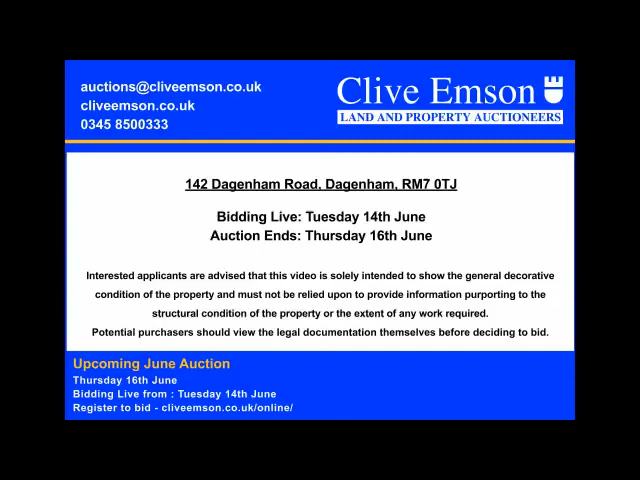 auctions@cliveemson.co.uk
cliveemson.co.uk
0345 8500333
Clive Emson
LAND AND PROPERTY AUCTIONEERS
142 Dagenham Road, Dagenham, RM7 0TJ
Bidding Live: Tuesday 14th June
Auction Ends: Thursday 16th June
Interested applicants are advised that this video is solely intended to show the general decorative
condition of the property and must not be relied upon to provide information purporting to the
structural condition of the property or the extent of any work required.
Potential purchasers should view the legal documentation themselves before deciding to bid.
Upcoming June Auction
Thursday 16th June
Bidding Live from : Tuesday 14th June
Register to bid - cliveemson.co.uk/online/